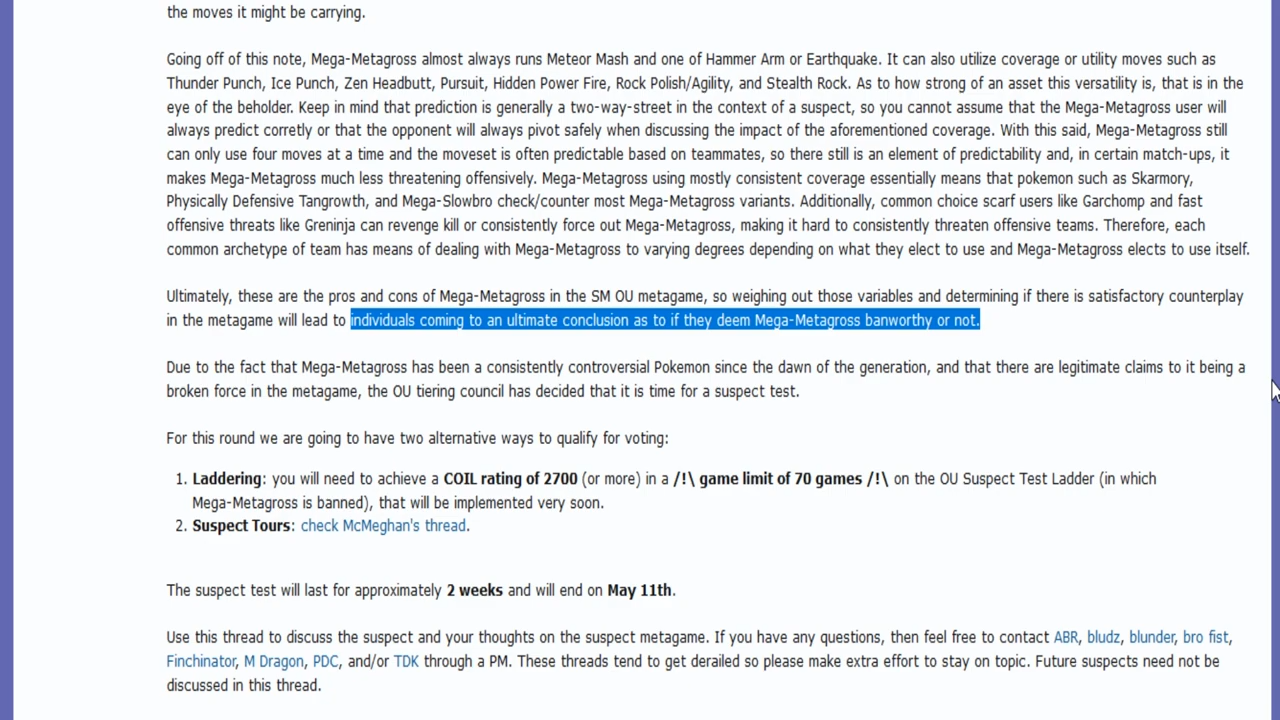 the moves it might be carrying.
Going off of this note, Mega-Metagross almost always runs Meteor Mash and one of Hammer Arm or Earthquake. It can also utilize coverage or utility moves such as
Thunder Punch, Ice Punch, Zen Headbutt, Pursuit, Hidden Power Fire, Rock Polish/Agility, and Stealth Rock. As to how strong of an asset this versatility is, that is in the
eye of the beholder. Keep in mind that prediction is generally a two-way-street in the context of a suspect, so you cannot assume that the Mega-Metagross user will
always predict corretly or that the opponent will always pivot safely when discussing the impact of the aforementioned coverage. With this said, Mega-Metagross still
can only use four moves at a time and the moveset is often predictable based on teammates, so there still is an element of predictability and, in certain match-ups, it
makes Mega-Metagross much less threatening offensively. Mega-Metagross using mostly consistent coverage essentially means that pokemon such as Skarmory,
Physically Defensive Tangrowth, and Mega-Slowbro check/counter most Mega-Metagross variants. Additionally, common choice scarf users like Garchomp and fast
offensive threats like Greninja can revenge kill or consistently force out Mega-Metagross, making it hard to consistently threaten offensive teams. Therefore, each
common archetype of team has means of dealing with Mega-Metagross to varying degrees depending on what they elect to use and Mega-Metagross elects to use itself.
Ultimately, these are the pros and cons of Mega-Metagross in the SM OU metagame, so weighing out those variables and determining if there is satisfactory counterplay
in the metagame will lead to individuals coming to an ultimate conclusion as to if they deem Mega-Metagross banworthy or not.
Due to the fact that Mega-Metagross has been a consistently controversial Pokemon since the dawn of the generation, and that there are legitimate claims to it being a
broken force in the metagame, the OU tiering council has decided that it is time for a suspect test.
For this round we are going to have two alternative ways to qualify for voting:
1. Laddering: you will need to achieve a COIL rating of 2700 (or more) in a /!\ game limit of 70 games /!\ on the OU Suspect Test Ladder (in which
Mega-Metagross is banned), that will be implemented very soon.
2. Suspect Tours: check McMeghan's thread.
The suspect test will last for approximately 2 weeks and will end on May 11th.
Use this thread to discuss the suspect and your thoughts on the suspect metagame. If you have any questions, then feel free to contact ABR, bludz, blunder, bro fist,
Finchinator, M Dragon, PDC, and/or TDK through a PM. These threads tend to get derailed so please make extra effort to stay on topic. Future suspects need not be
discussed in this thread.